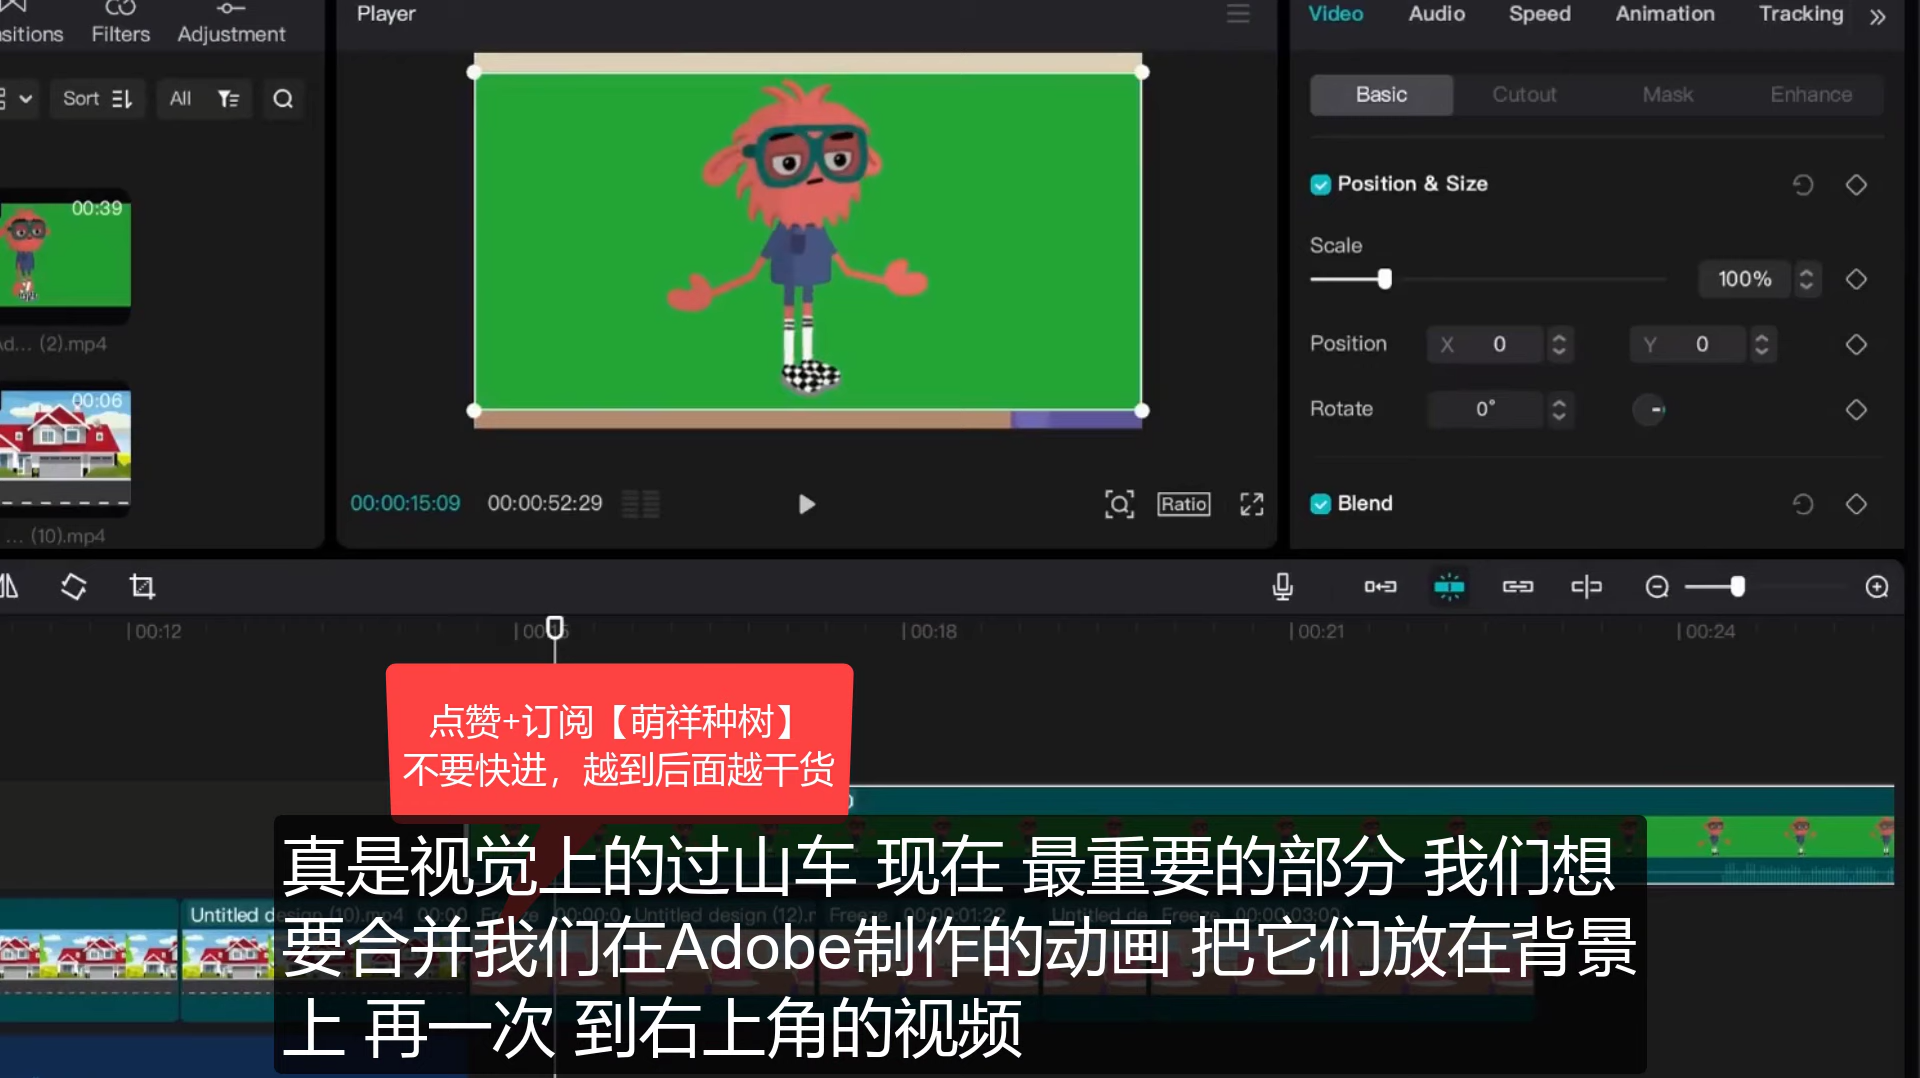 Player
Video Audio Speed Animation Tracking
Filters Adjustment
Sort All
Basic Cutout Mask Enhance
Position & Size
00:39
Scale
100%
(2).mp4
Position X 0 Y 0
00:06
Rotate 0°
00:00:15:09 00:00:52:29 Ratio
Blend
... (10).mp4
00:12 00:18 00:21 00:24
点赞+订阅【萌祥种树】
不要快进，越到后面越干货
Untitled design (10).mp4 00:00 Freeze 00:00:0 Untitled design (12).r Freeze 00:00:01:22 Untitled de Freeze 00:00:03:00
真是视觉上的过山车 现在 最重要的部分 我们想
要合并我们在Adobe制作的动画 把它们放在背景
上 再一次 到右上角的视频